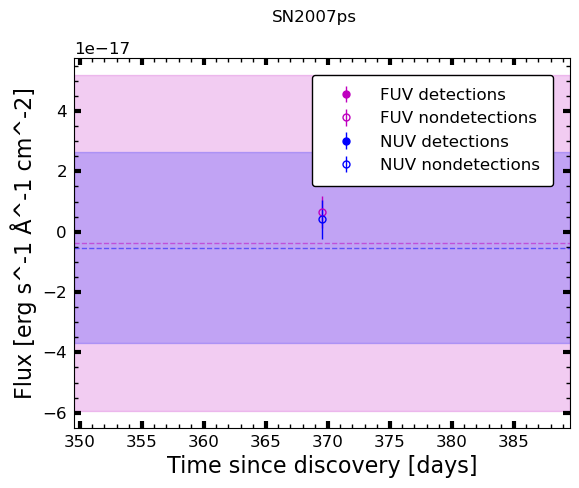 SN2007ps
1e−17
FUV detections
FUV nondetections
NUV detections
NUV nondetections
4
2
0
−2
−4
−6
Flux [erg s^-1 Å^-1 cm^-2]
350 355 360 365 370 375 380 385
Time since discovery [days]